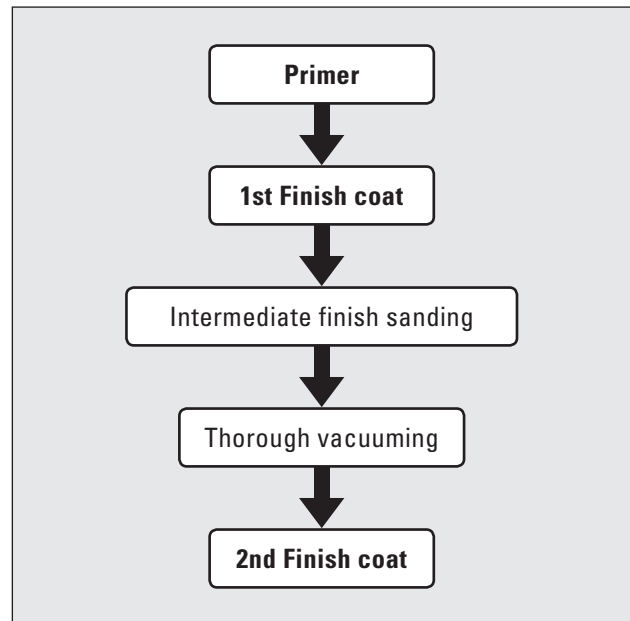 Primer
1st Finish coat
Intermediate finish sanding
Thorough vacuuming
2nd Finish coat